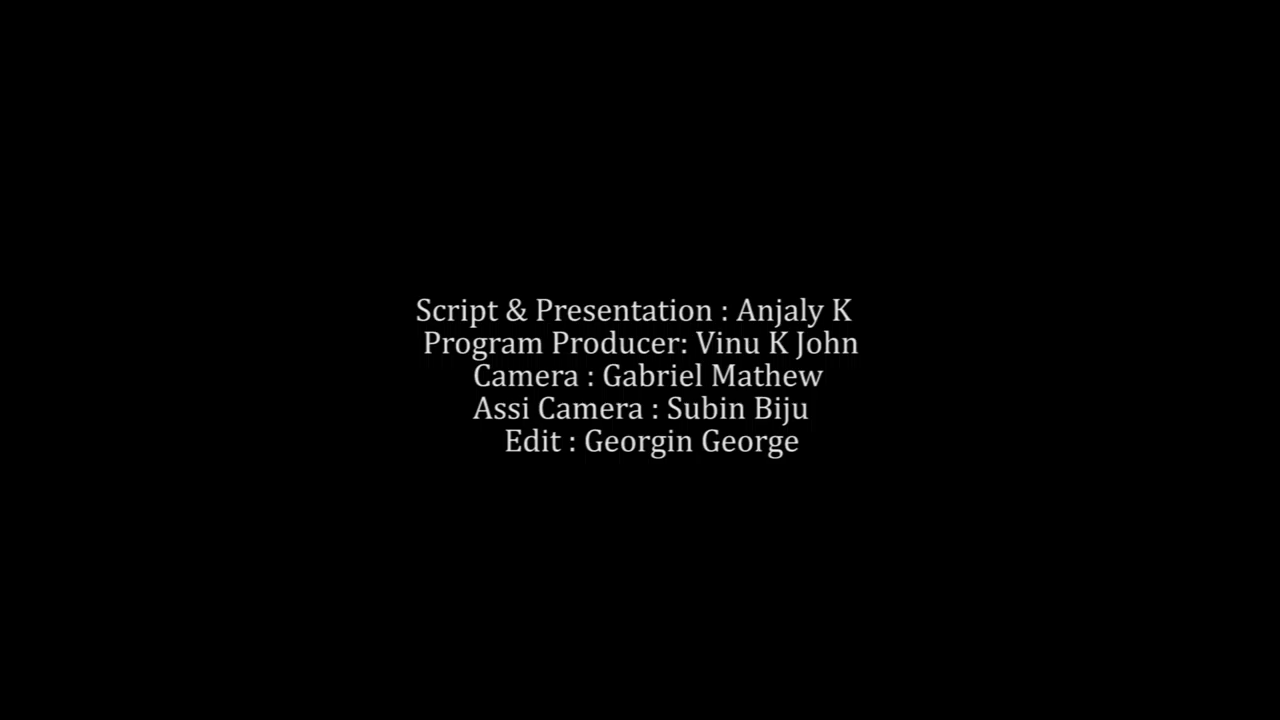 Script & Presentation : Anjaly K
Program Producer: Vinu K John
Camera : Gabriel Mathew
Assi Camera : Subin Biju
Edit : Georgin George